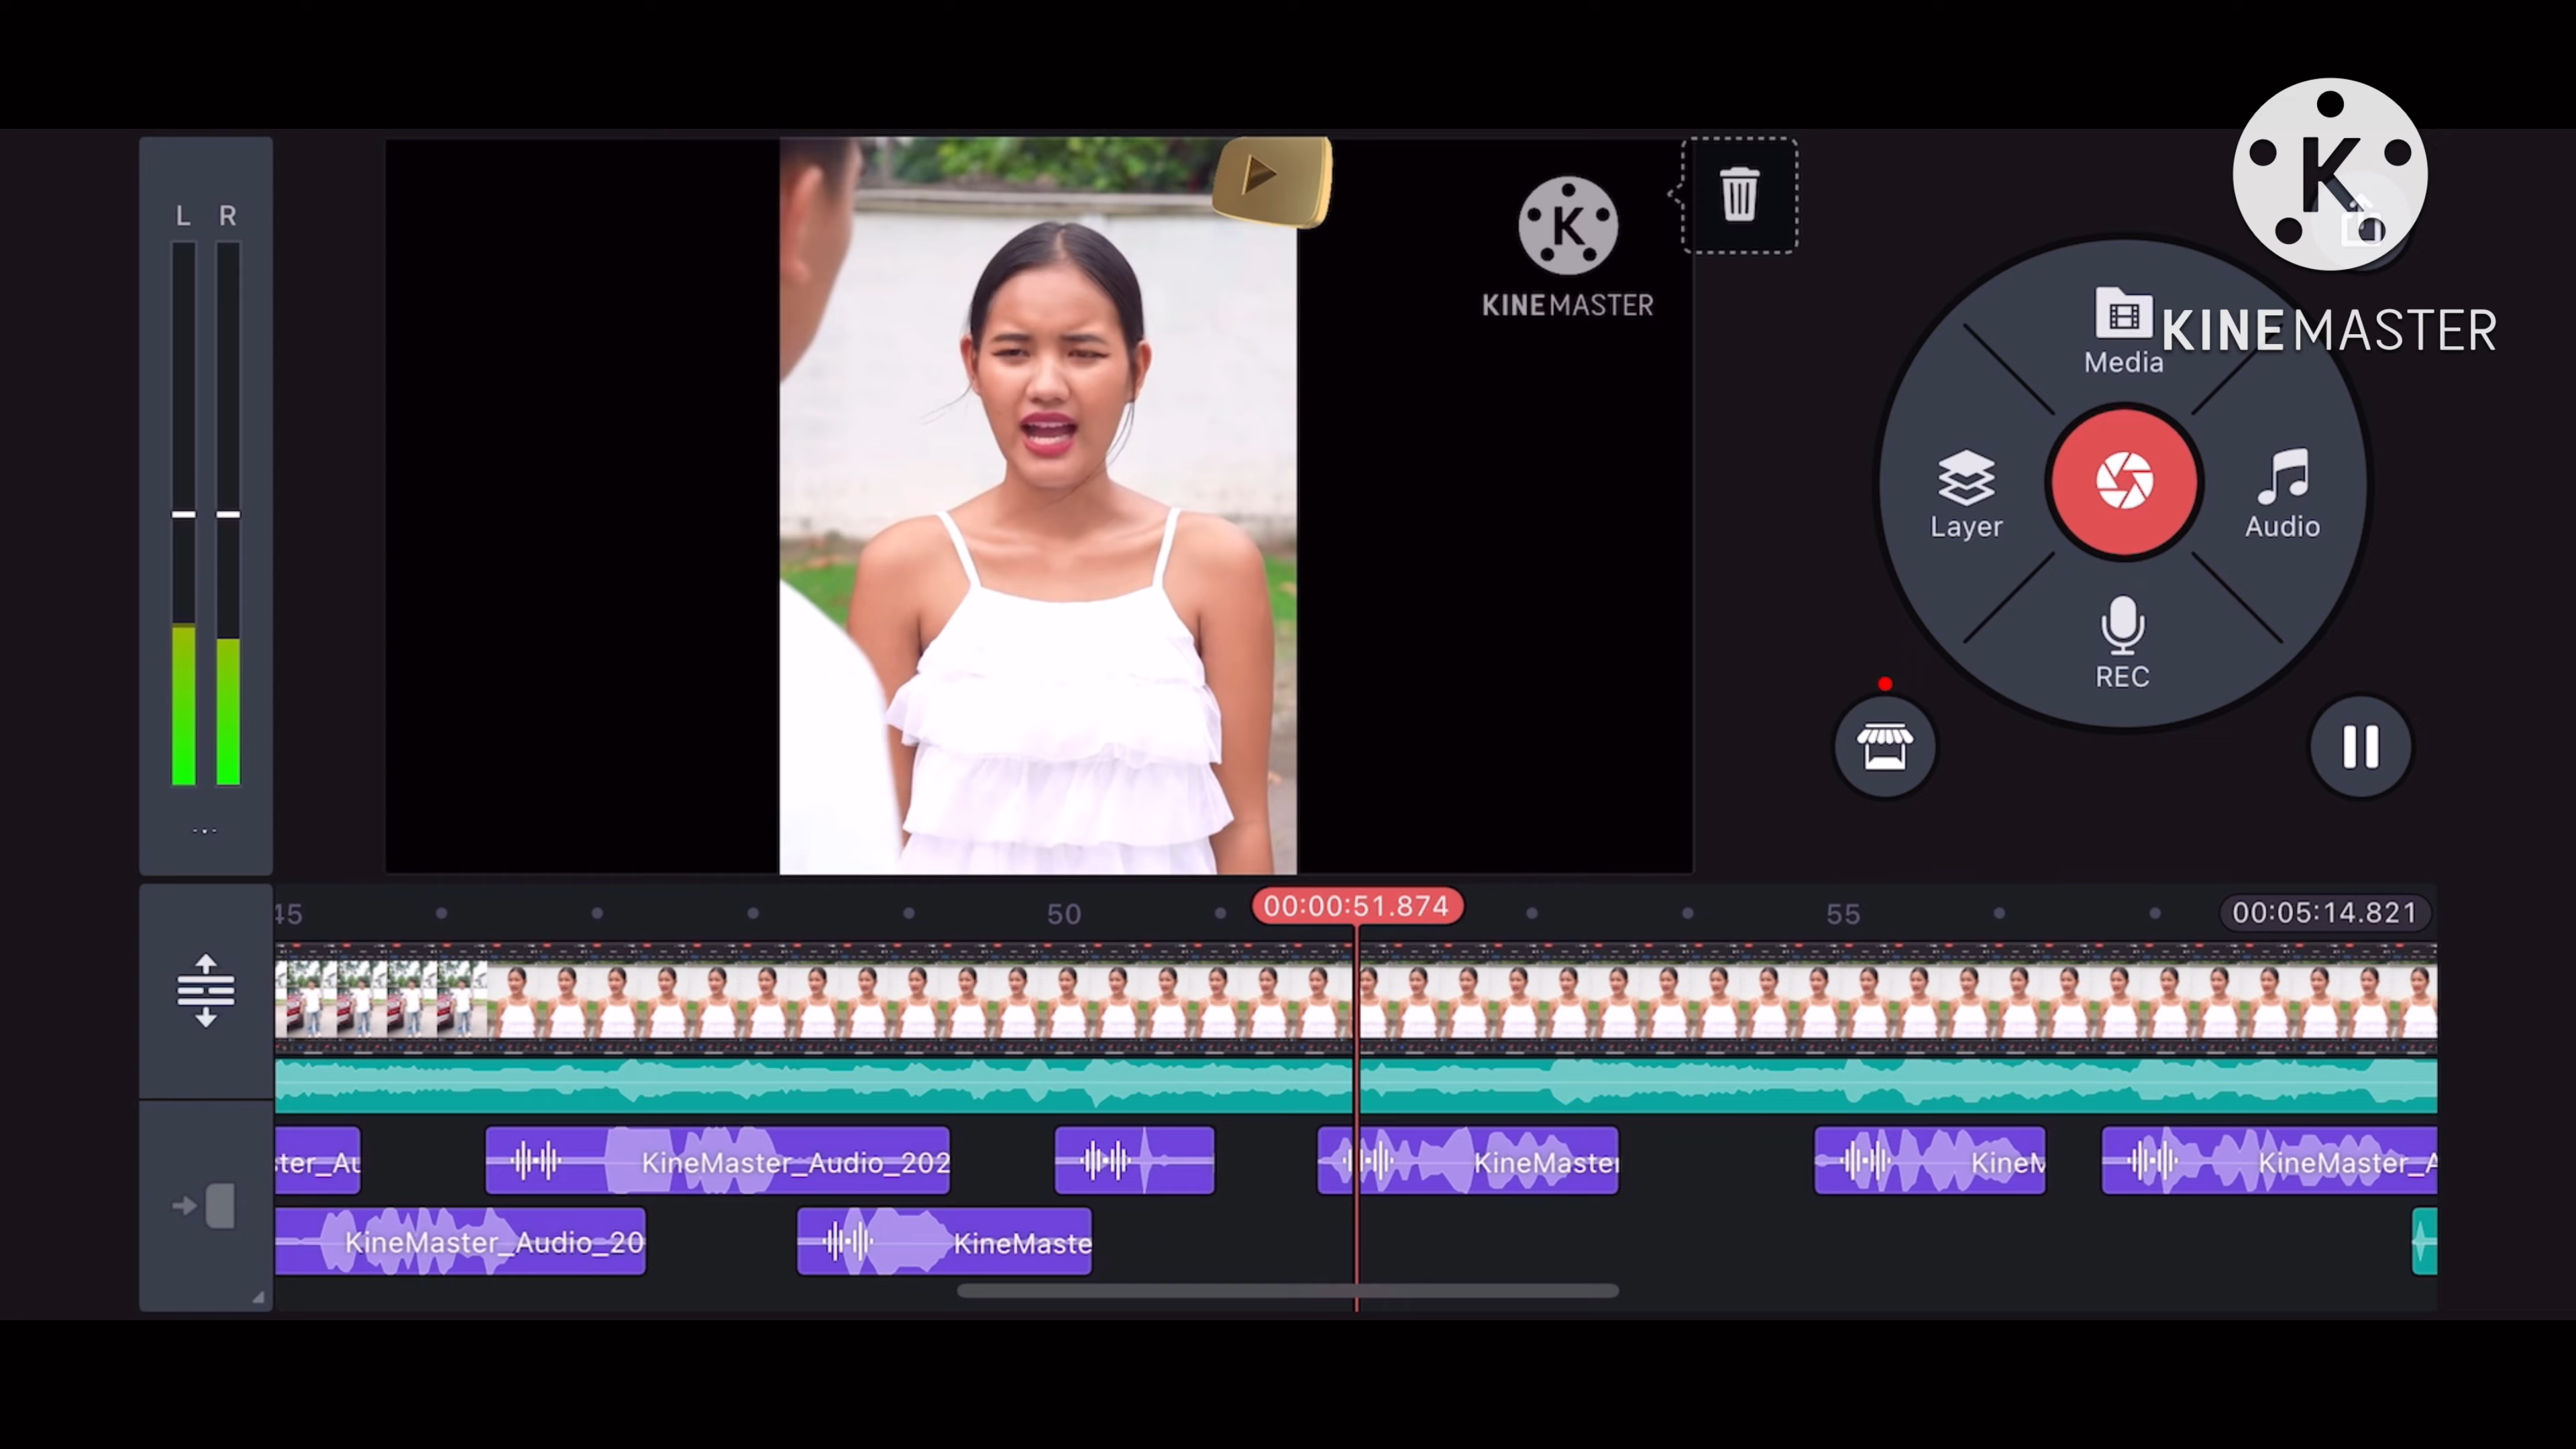 L R
KINEMASTER
KINEMASTER
Media
Layer
Audio
REC
45
50
00:00:51.874
55
00:05:14.821
KineMaster_Audio_202
KineMaster
KineM
KineMaster_A
KineMaster_Audio_20
KineMaste